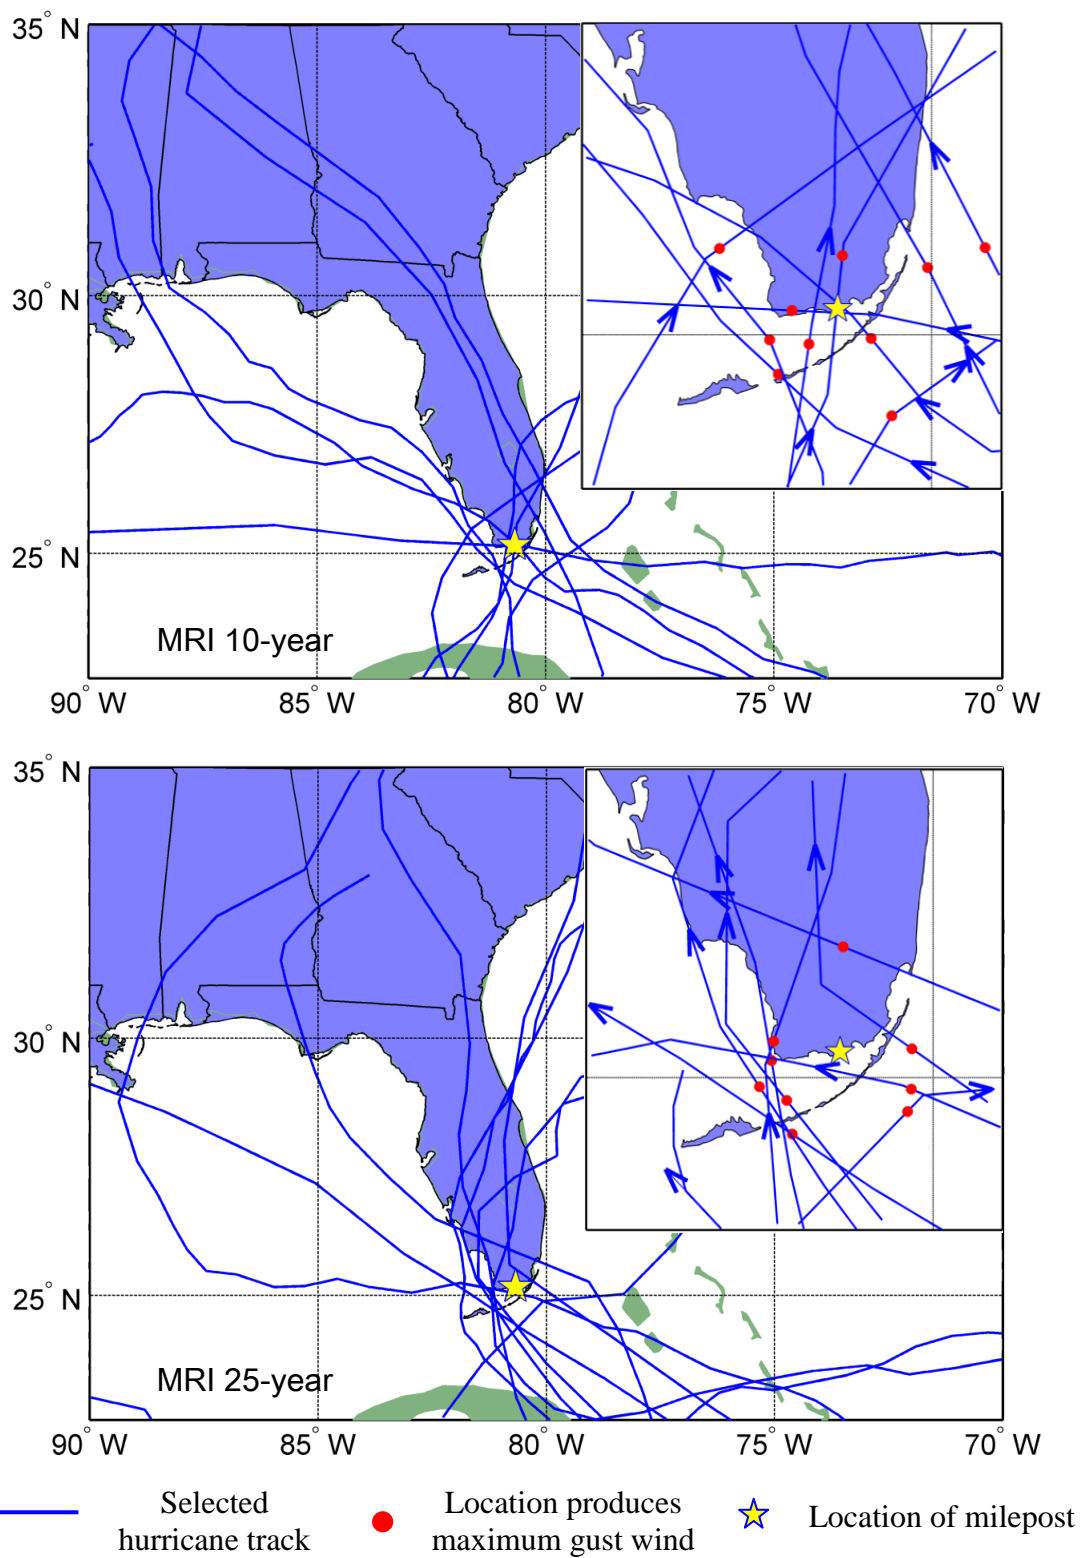 35° N
30° N
25° N
MRI 10-year
90° W 85° W 80° W 75° W 70° W
35° N
30° N
25° N
MRI 25-year
90° W 85° W 80° W 75° W 70° W
Selected
hurricane track
Location produces
maximum gust wind
Location of milepost